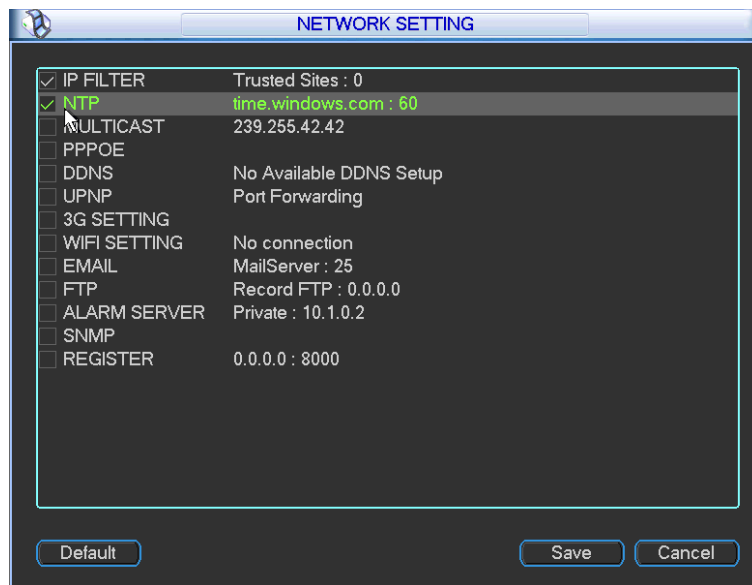 NETWORK SETTING
IP FILTER Trusted Sites : 0
NTP time.windows.com : 60
MULTICAST 239.255.42.42
PPPOE
DDNS No Available DDNS Setup
UPNP Port Forwarding
3G SETTING
WIFI SETTING No connection
EMAIL MailServer : 25
FTP Record FTP : 0.0.0.0
ALARM SERVER Private : 10.1.0.2
SNMP
REGISTER 0.0.0.0 : 8000
Default Save Cancel